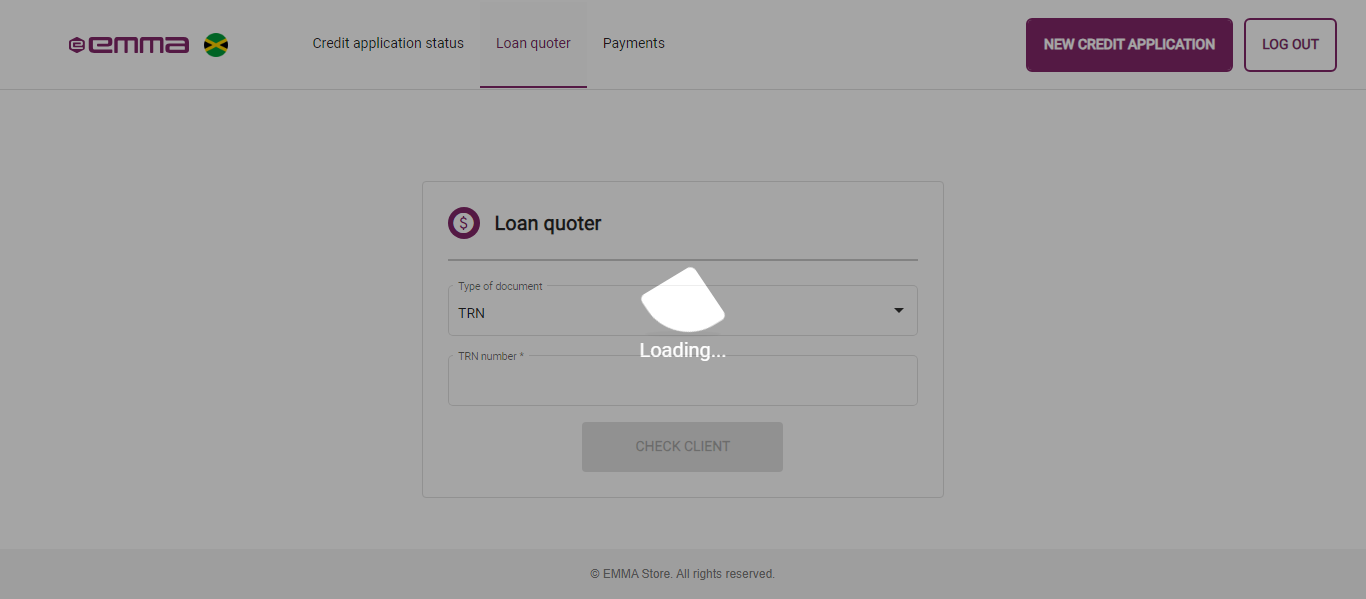 emma
Credit application status
Loan quoter
Payments
NEW CREDIT APPLICATION
LOG OUT
$
Loan quoter
Type of document
TRN
Loading...
TRN number *
CHECK CLIENT
© EMMA Store. All rights reserved.